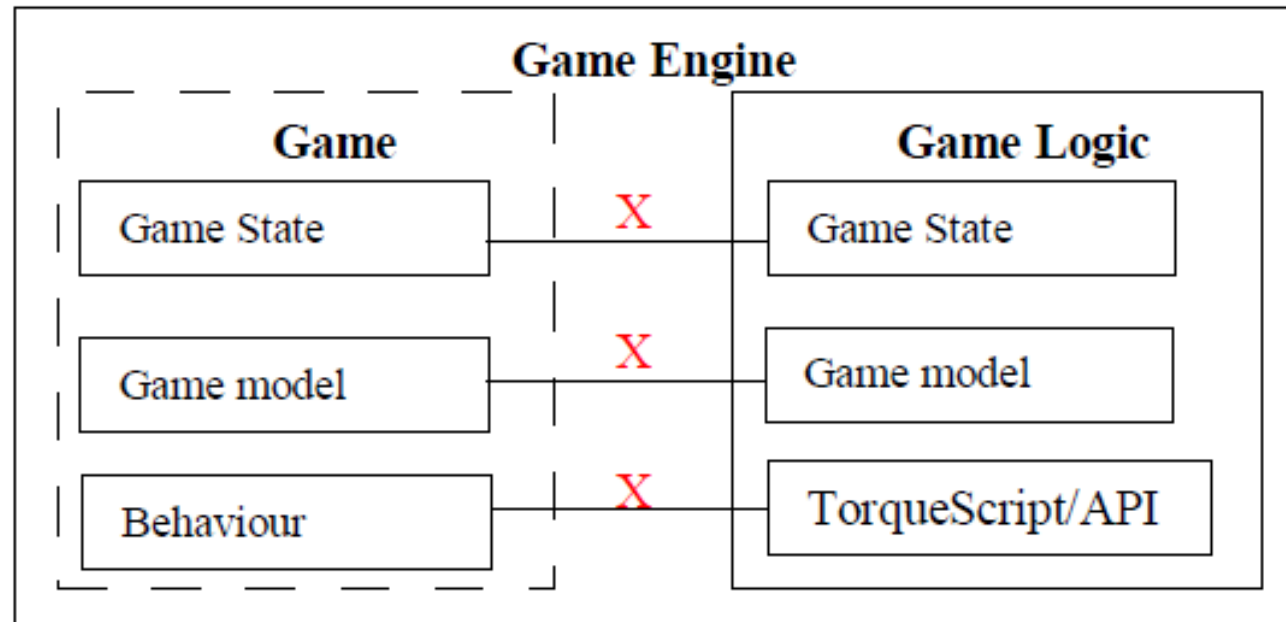 Game Engine
Game
Game Logic
Game State
X
Game State
Game model
X
Game model
Behaviour
X
TorqueScript/API